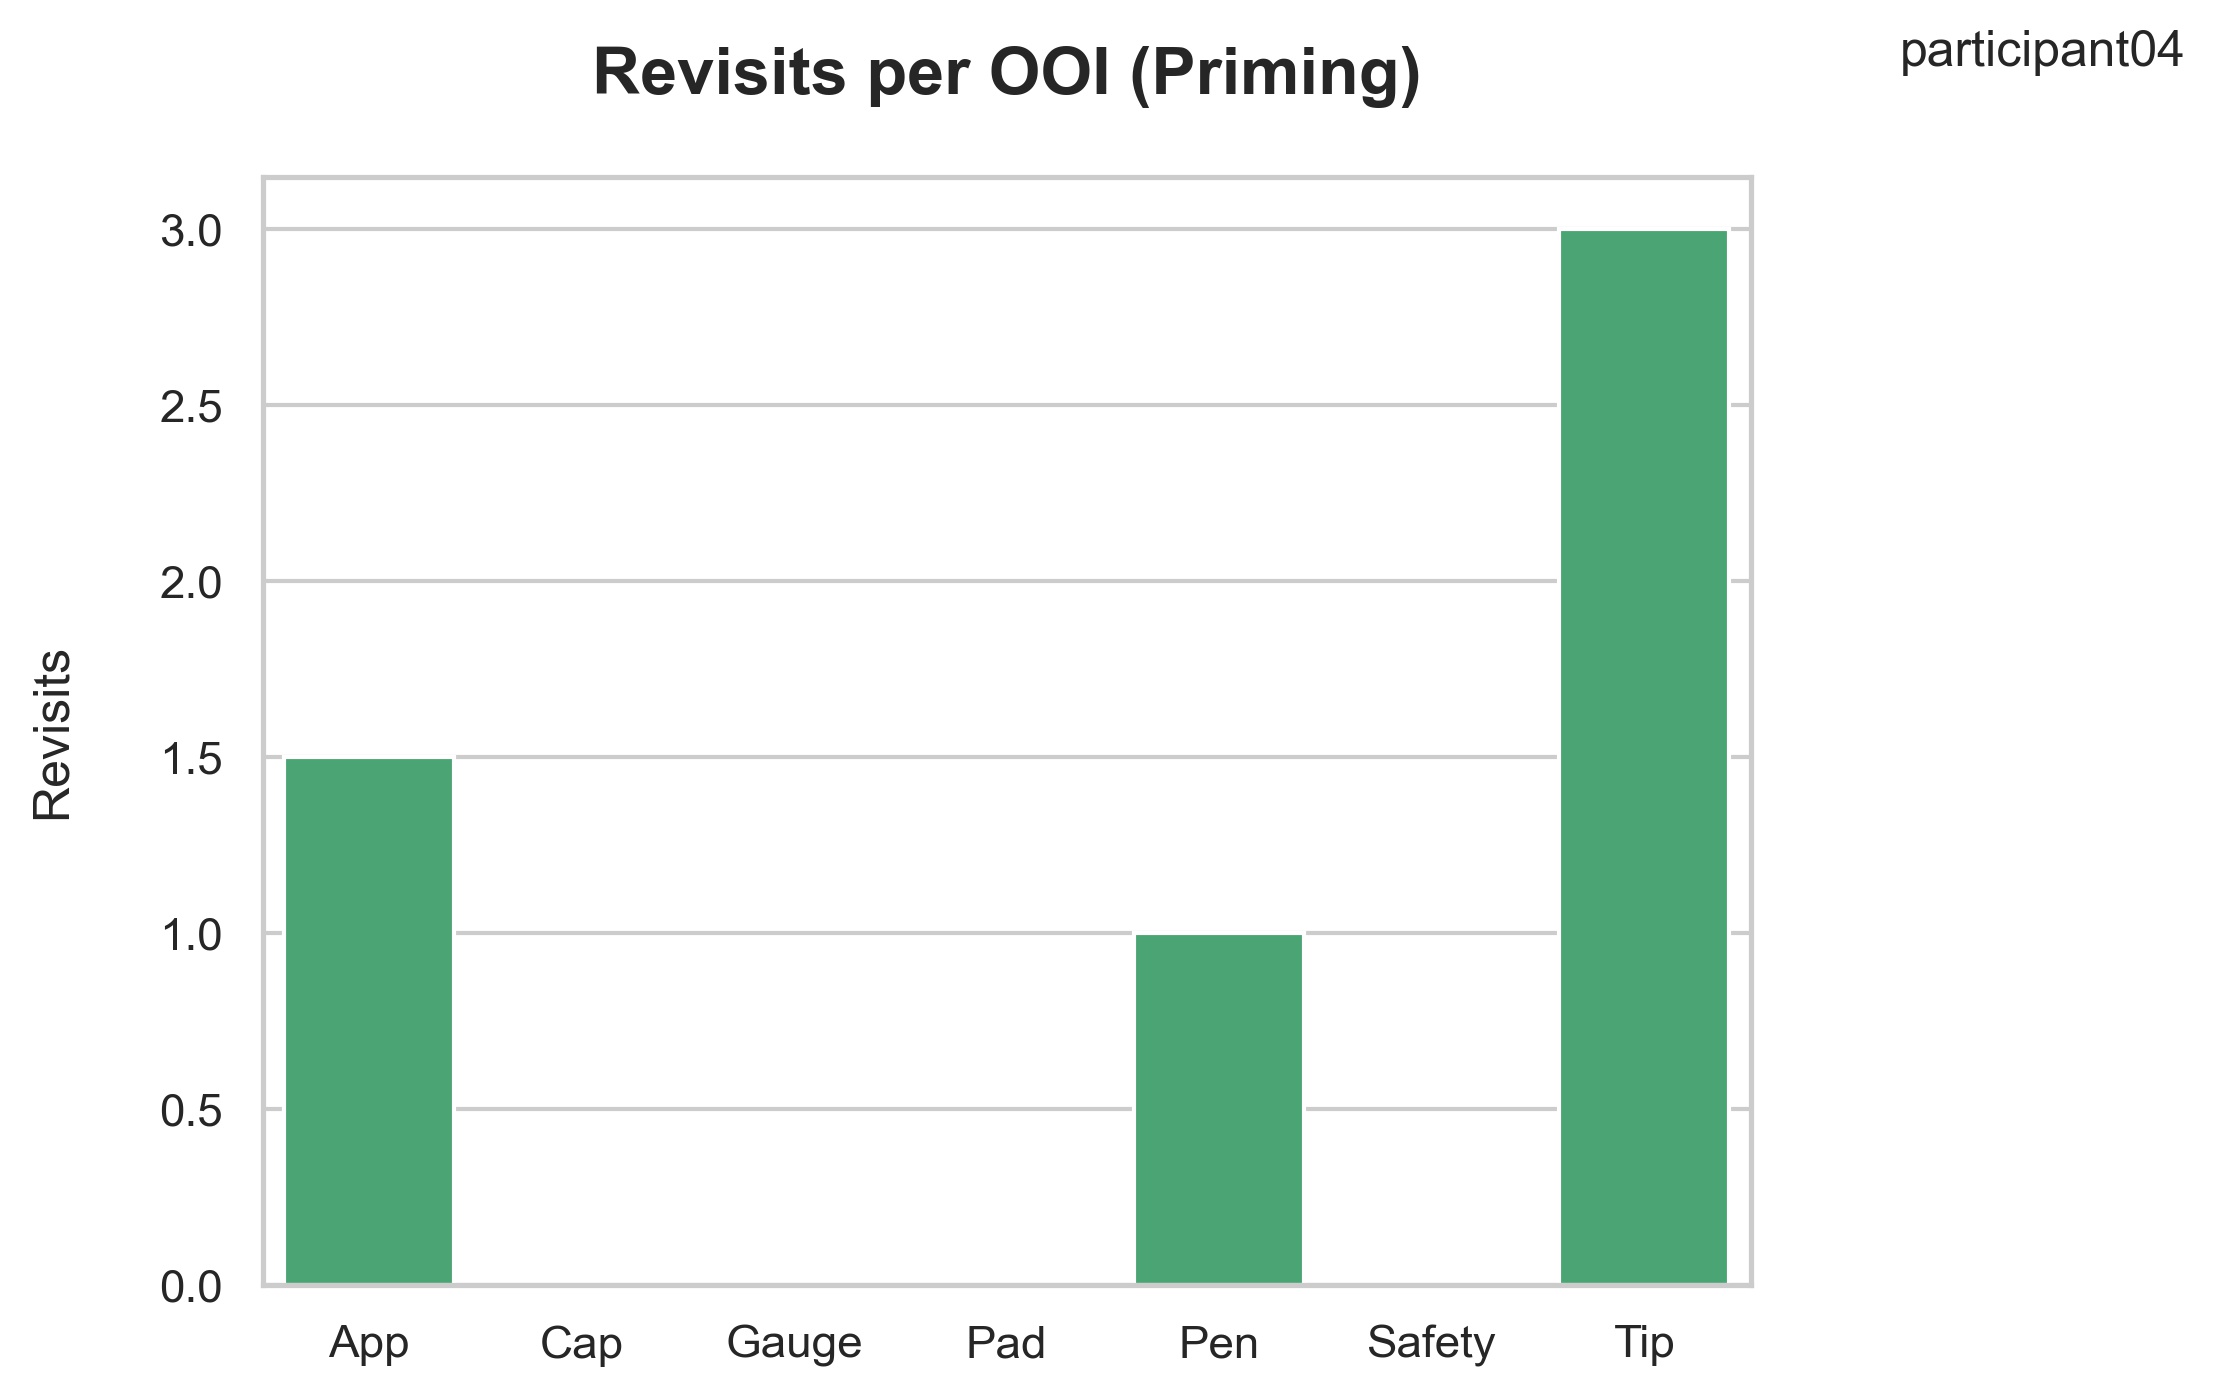 participant04
Revisits per OOI (Priming)
Revisits
3.0
2.5
2.0
1.5
1.0
0.5
0.0
App Cap Gauge Pad Pen Safety Tip